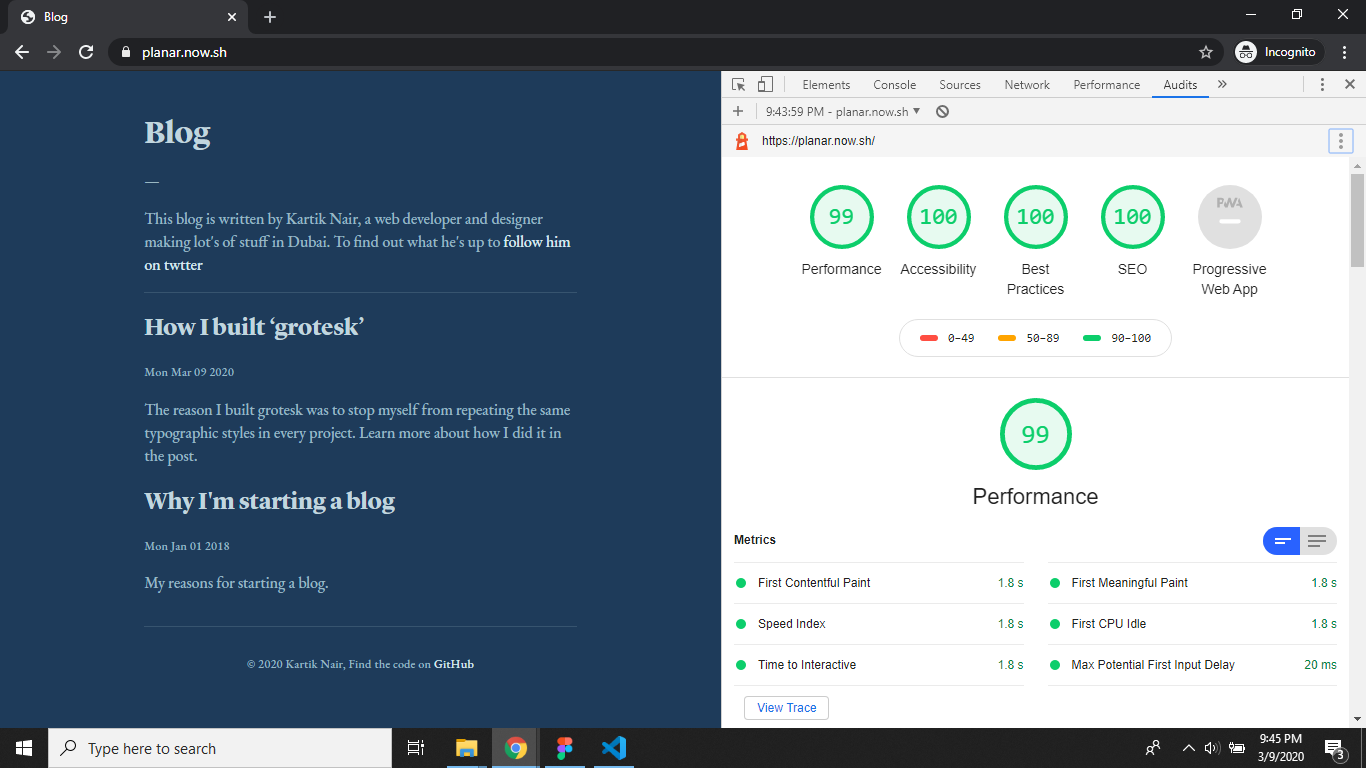 Blog
planar.now.sh
Incognito
Blog
—
This blog is written by Kartik Nair, a web developer and designer
making lot's of stuff in Dubai. To find out what he's up to follow him
on twtter
How I built ‘grotesk’
Mon Mar 09 2020
The reason I built grotesk was to stop myself from repeating the same
typographic styles in every project. Learn more about how I did it in
the post.
Why I'm starting a blog
Mon Jan 01 2018
My reasons for starting a blog.
© 2020 Kartik Nair, Find the code on GitHub
Elements Console Sources Network Performance Audits
9:43:59 PM - planar.now.sh
https://planar.now.sh/
99 100 100 100 PWA
Performance Accessibility Best Practices SEO Progressive Web App
0–49 50–89 90–100
99
Performance
Metrics
First Contentful Paint 1.8 s
First Meaningful Paint 1.8 s
Speed Index 1.8 s
First CPU Idle 1.8 s
Time to Interactive 1.8 s
Max Potential First Input Delay 20 ms
View Trace
Type here to search
9:45 PM
3/9/2020
3